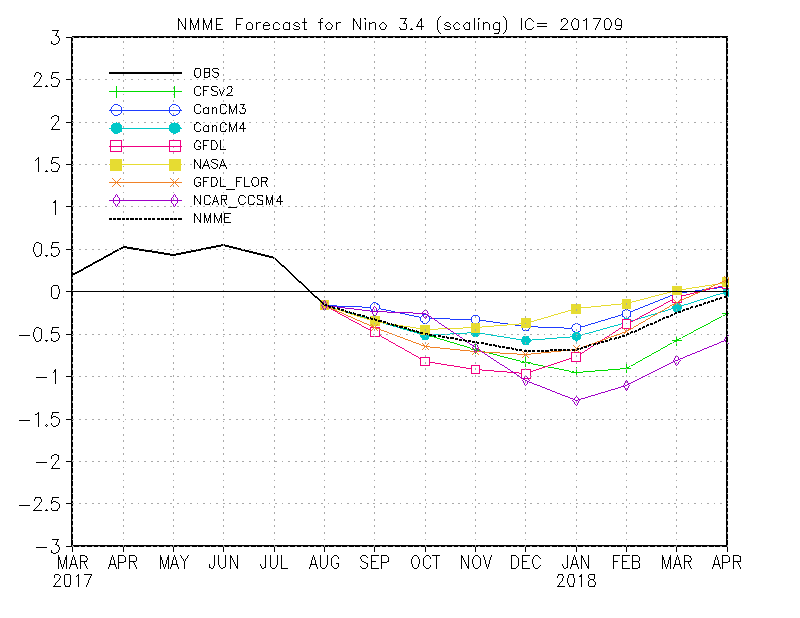 NMME Forecast for Nino 3.4 (scaling) IC= 201709
3
2.5
2
1.5
1
0.5
0
−0.5
−1
−1.5
−2
−2.5
−3
OBS
CFSv2
CanCM3
CanCM4
GFDL
NASA
GFDL_FLOR
NCAR_CCSM4
NMME
MAR APR MAY JUN JUL AUG SEP OCT NOV DEC JAN FEB MAR APR
2017 2018